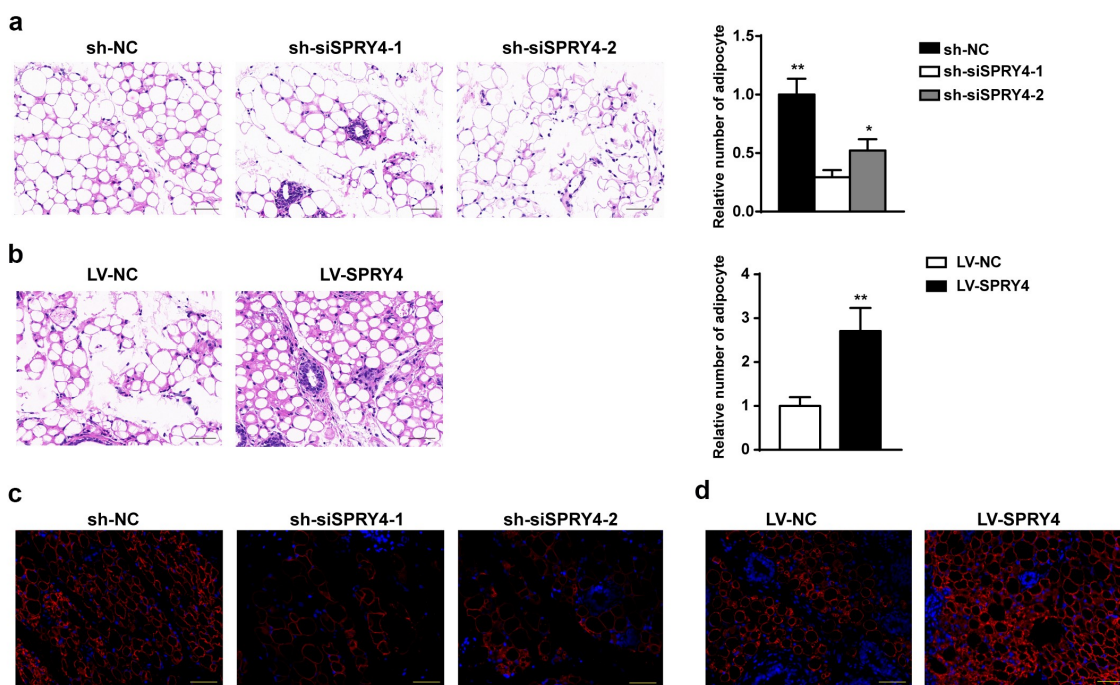 a
sh-NC
sh-siSPRY4-1
sh-siSPRY4-2
Relative number of adipocyte
1.5
1.0
0.5
0.0
**
*
sh-NC
sh-siSPRY4-1
sh-siSPRY4-2
b
LV-NC
LV-SPRY4
Relative number of adipocyte
4
3
2
1
0
**
LV-NC
LV-SPRY4
c
sh-NC
sh-siSPRY4-1
sh-siSPRY4-2
d
LV-NC
LV-SPRY4